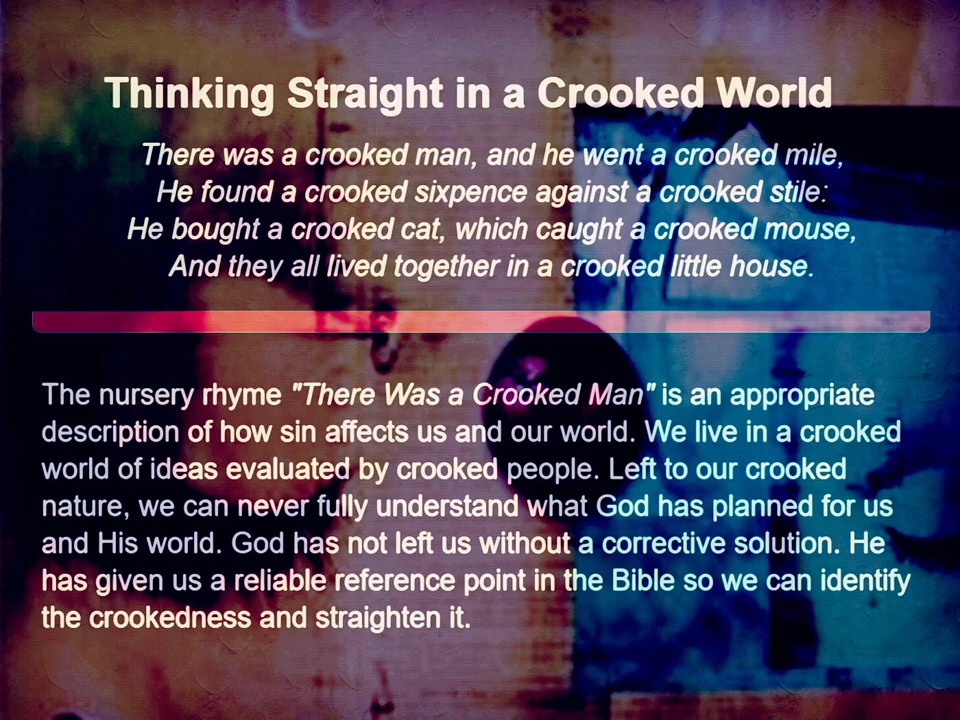 Thinking Straight in a Crooked World
There was a crooked man, and he went a crooked mile,
He found a crooked sixpence against a crooked stile:
He bought a crooked cat, which caught a crooked mouse,
And they all lived together in a crooked little house.
The nursery rhyme "There Was a Crooked Man" is an appropriate
description of how sin affects us and our world. We live in a crooked
world of ideas evaluated by crooked people. Left to our crooked
nature, we can never fully understand what God has planned for us
and His world. God has not left us without a corrective solution. He
has given us a reliable reference point in the Bible so we can identify
the crookedness and straighten it.